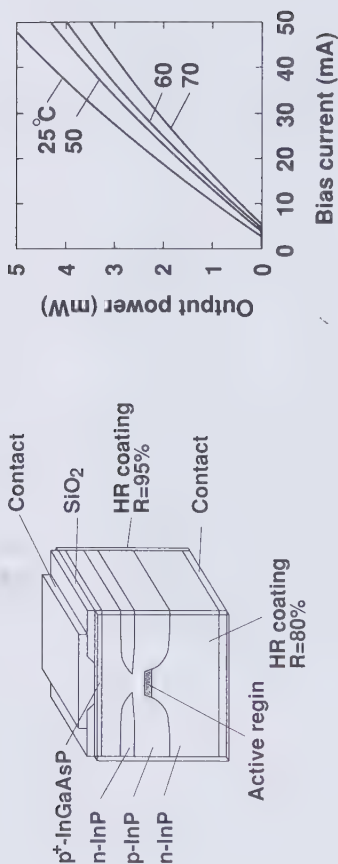 Contact
SiO2
p+-InGaAsP
n-InP
p-InP
n-InP
HR coating
R=95%
Contact
HR coating
R=80%
Active regin
Output power (mW)
5
4
3
2
1
0
25°C
50
60
70
0
10
20
30
40
50
Bias current (mA)